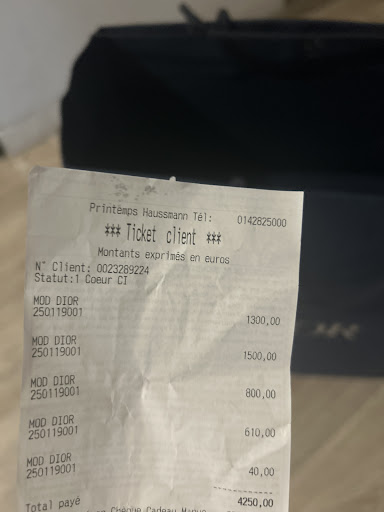 Printemps Haussmann Tél: 0142825000
*** Ticket client ***
Montants exprimés en euros
N° Client: 0023289224
Statut:1 Coeur CI
MOD DIOR
250119001 1300,00
MOD DIOR
250119001 1500,00
MOD DIOR
250119001 800,00
MOD DIOR
250119001 610,00
MOD DIOR
250119001 40,00
Total payé 4250,00
Chèque Cadeau